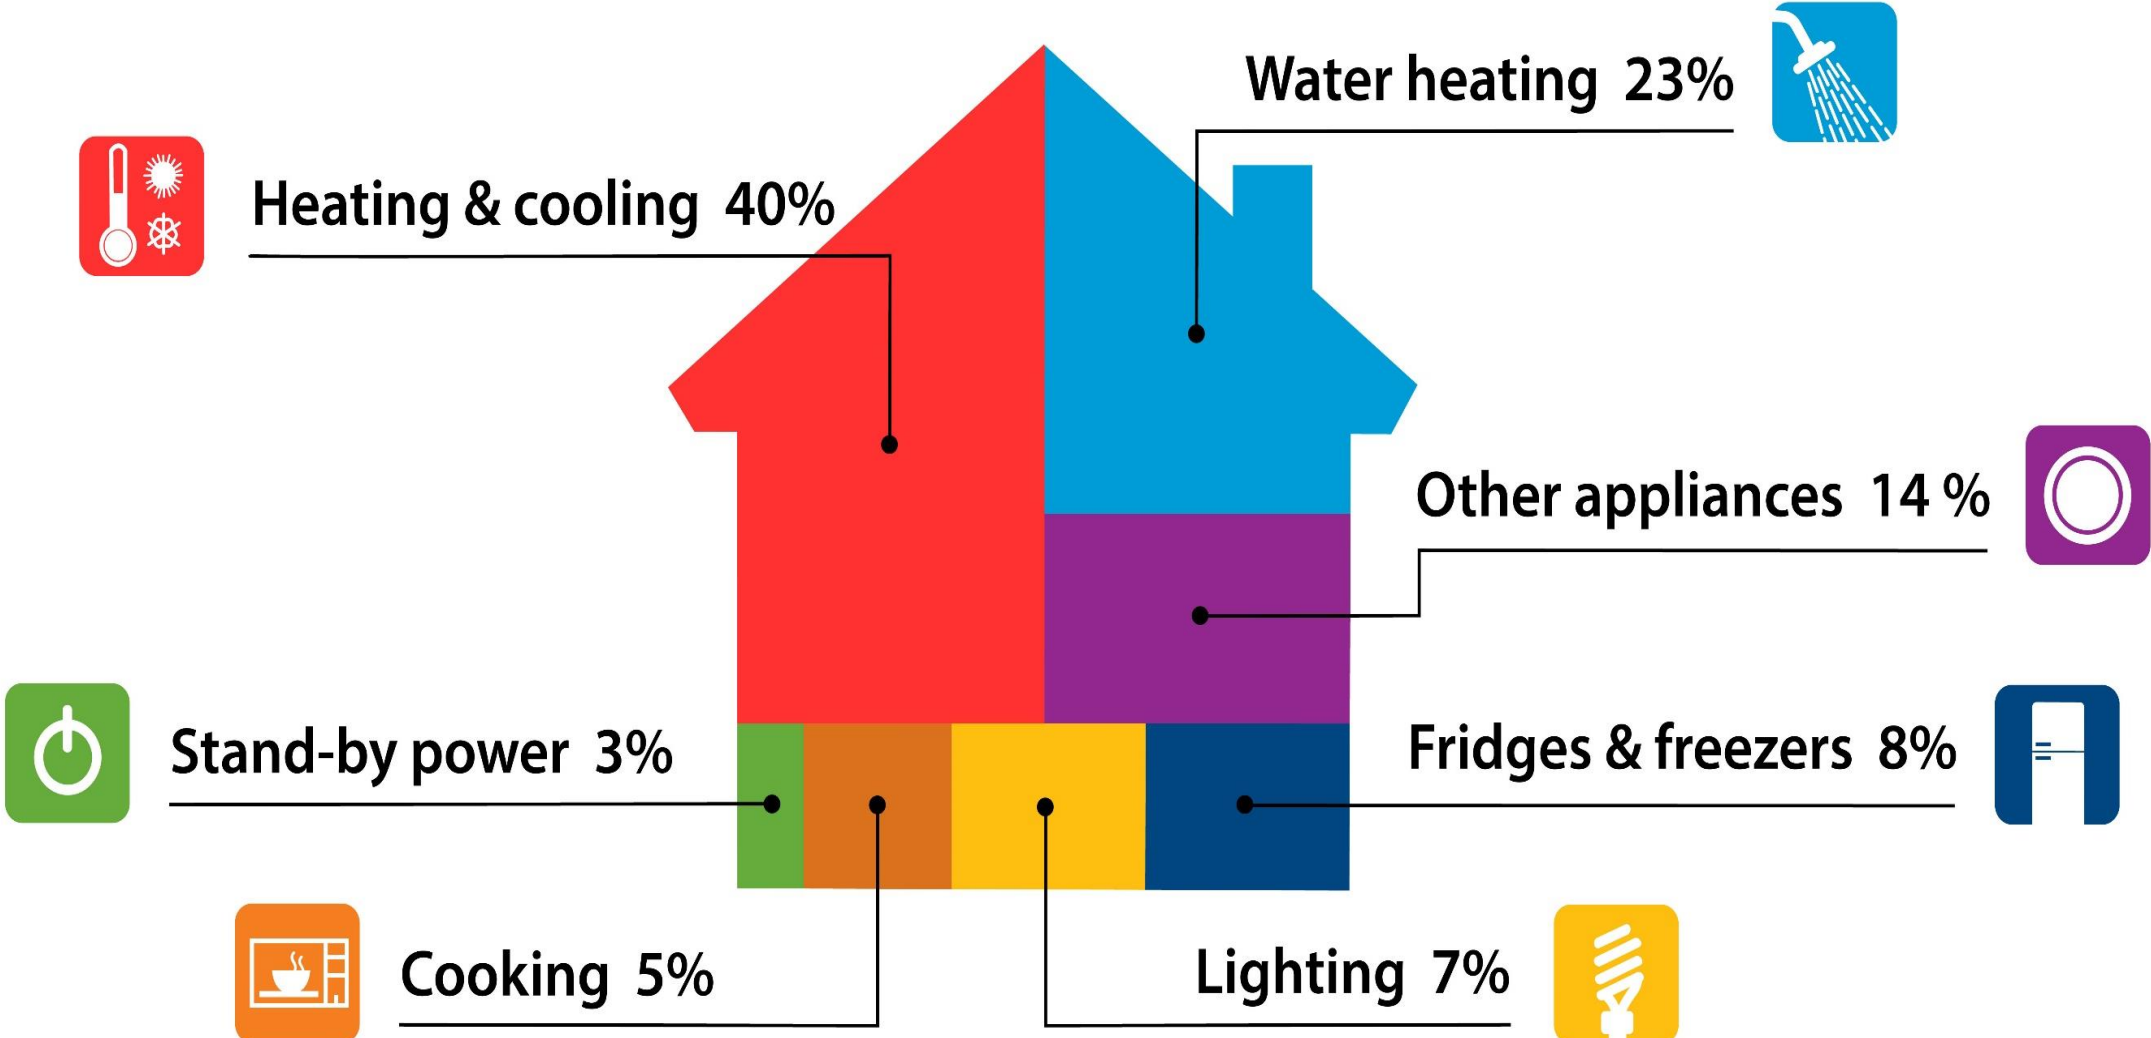 Water heating 23%
Heating & cooling 40%
Other appliances 14 %
Stand-by power 3%
Fridges & freezers 8%
Cooking 5%
Lighting 7%